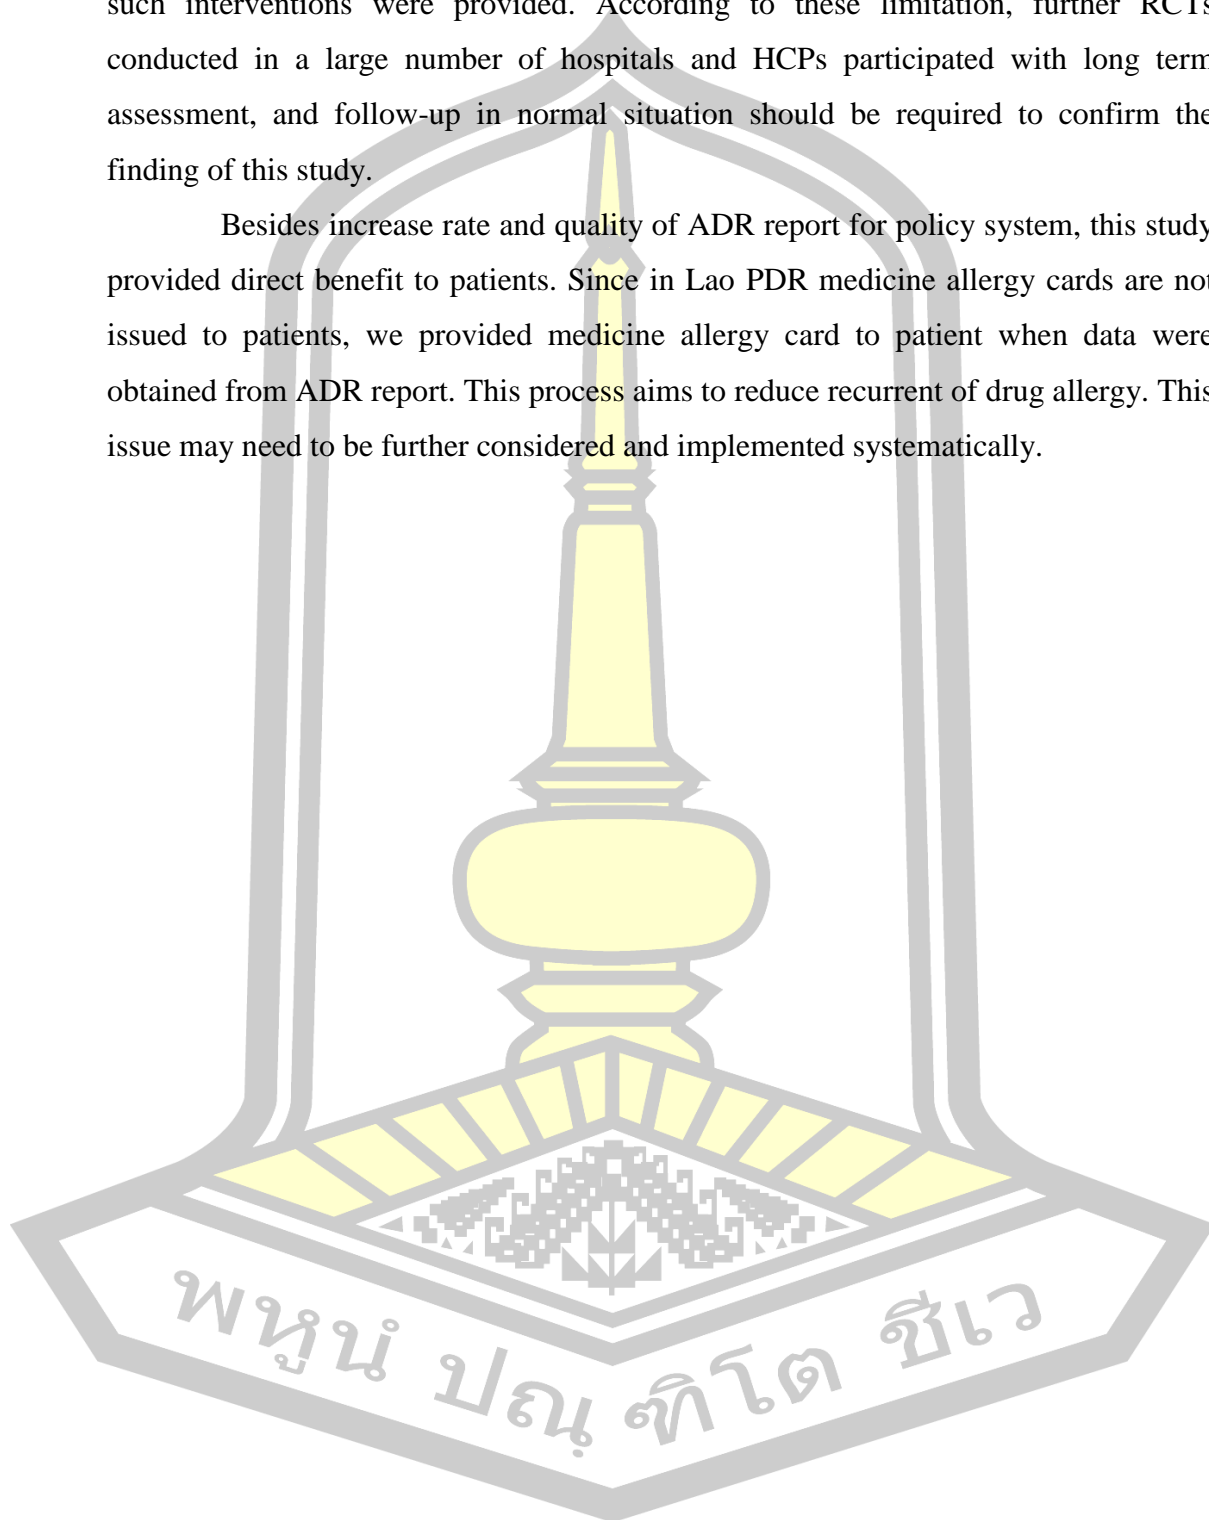 such interventions were provided. According to these limitation, further RCTs
conducted in a large number of hospitals and HCPs participated with long term
assessment, and follow-up in normal situation should be required to confirm the
finding of this study.
Besides increase rate and quality of ADR report for policy system, this study
provided direct benefit to patients. Since in Lao PDR medicine allergy cards are not
issued to patients, we provided medicine allergy card to patient when data were
obtained from ADR report. This process aims to reduce recurrent of drug allergy. This
issue may need to be further considered and implemented systematically.
พหูนํ ปณฺ ฑิโต ชีเว